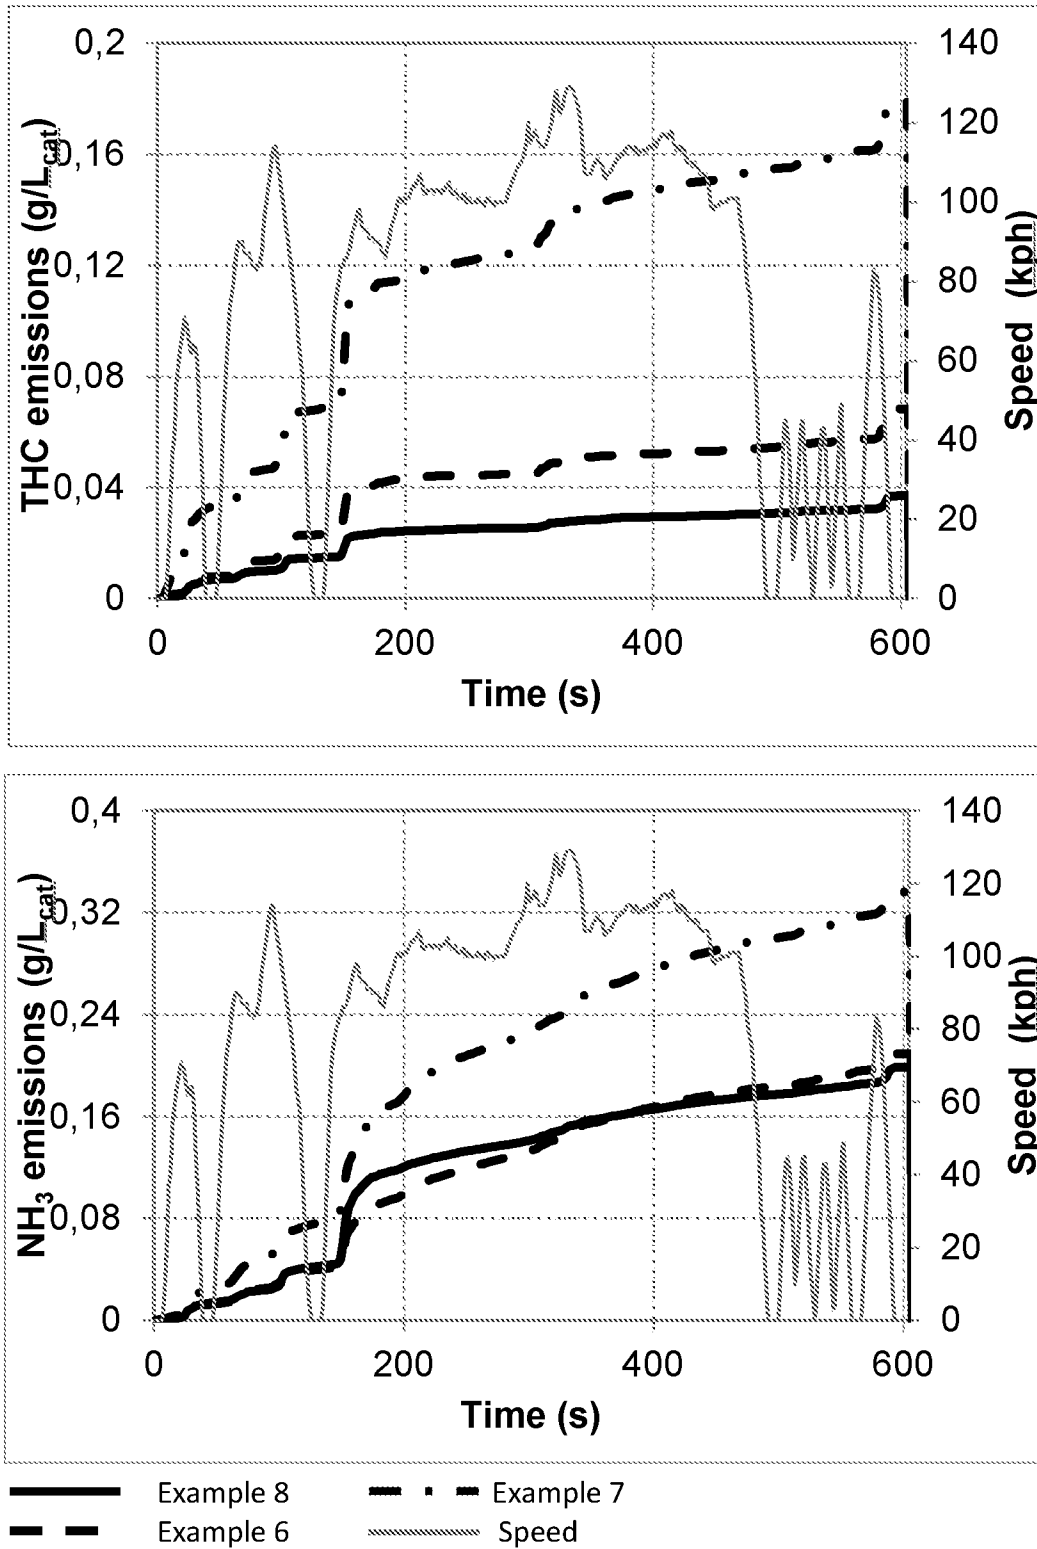 THC emissions (g/Lcat)
0,2
0,16
0,12
0,08
0,04
0
140
120
100
80
60
40
20
0
Speed (kph)
0 200 400 600
Time (s)
NH3 emissions (g/Lcat)
0,4
0,32
0,24
0,16
0,08
0
140
120
100
80
60
40
20
0
Speed (kph)
0 200 400 600
Time (s)
Example 8 Example 7
Example 6 Speed